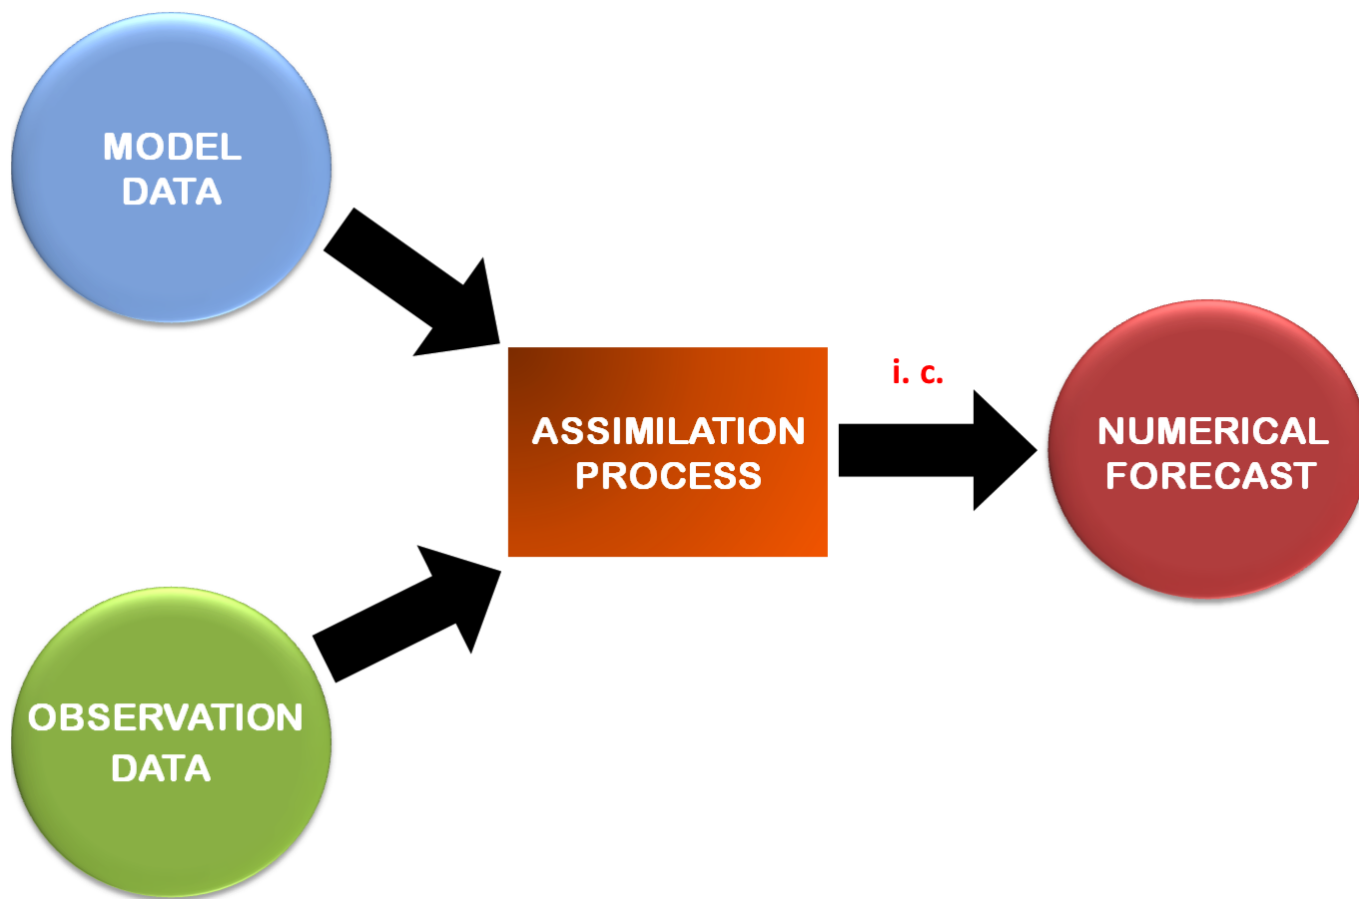 MODEL
DATA
ASSIMILATION
PROCESS
i. c.
NUMERICAL
FORECAST
OBSERVATION
DATA